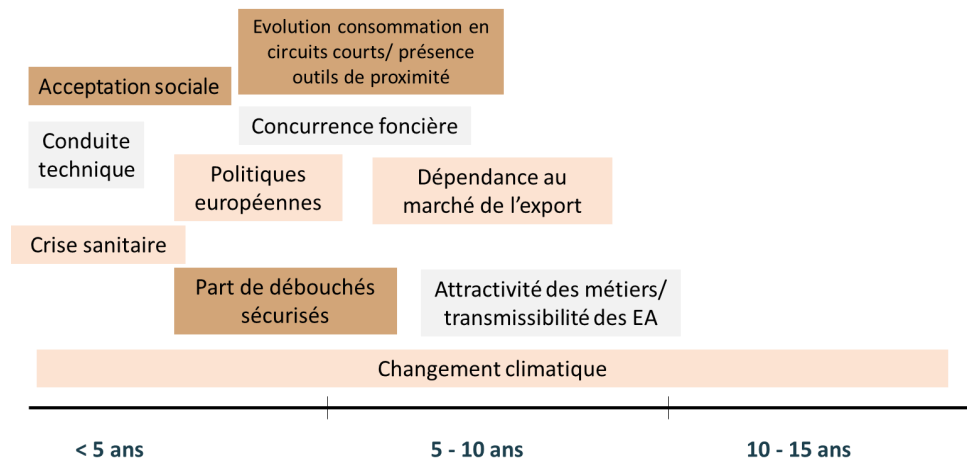 Evolution consommation en
circuits courts/ présence
outils de proximité
Acceptation sociale
Concurrence foncière
Conduite
technique
Politiques
européennes
Dépendance au
marché de l’export
Crise sanitaire
Part de débouchés
sécurisés
Attractivité des métiers/
transmissibilité des EA
Changement climatique
< 5 ans
5 - 10 ans
10 - 15 ans